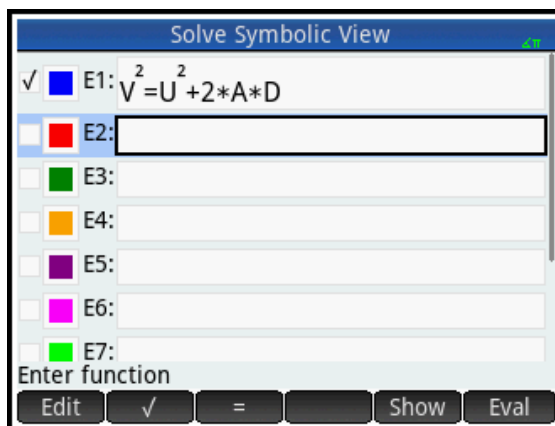 Solve Symbolic View
∡π
√ E1: V²=U²+2*A*D
E2:
E3:
E4:
E5:
E6:
E7:
Enter function
Edit √ = Show Eval